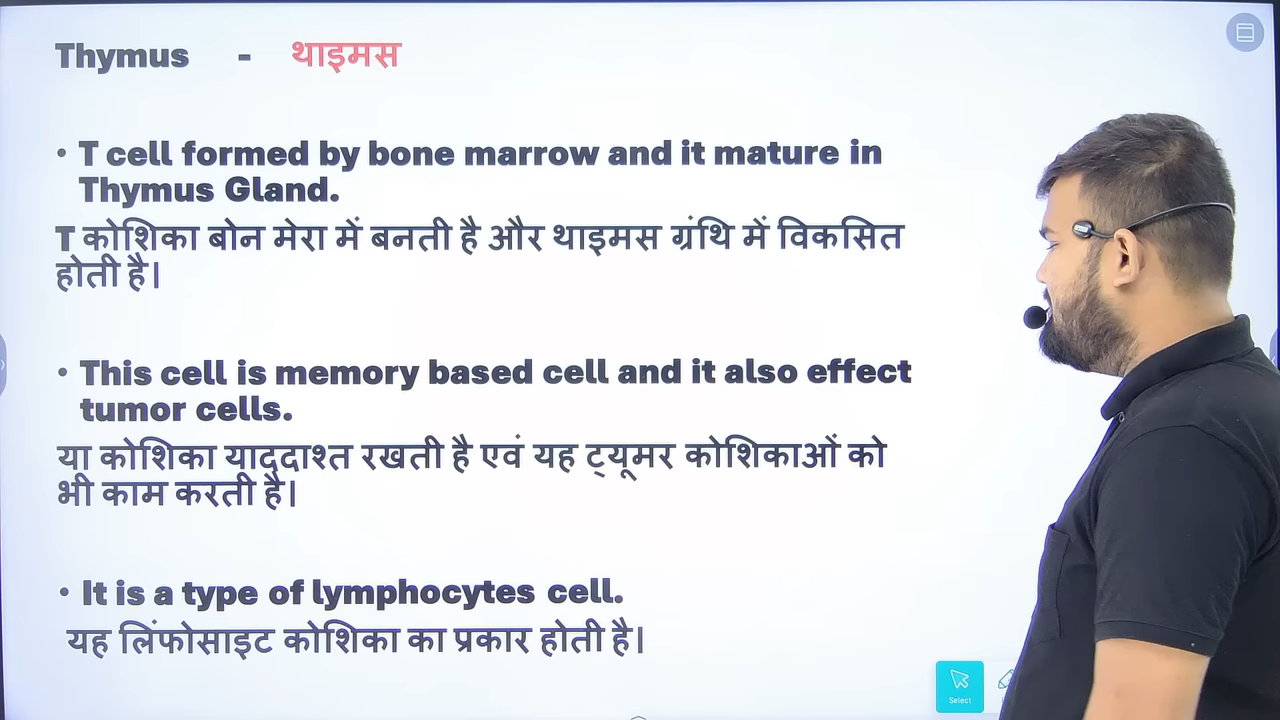 Thymus - थाइमस
• T cell formed by bone marrow and it mature in
Thymus Gland.
T कोशिका बोन मेरा में बनती है और थाइमस ग्रंथि में विकसित
होती है।
• This cell is memory based cell and it also effect
tumor cells.
या कोशिका याददाश्त रखती है एवं यह ट्यूमर कोशिकाओं को
भी काम करती है।
• It is a type of lymphocytes cell.
यह लिंफोसाइट कोशिका का प्रकार होती है।
Select